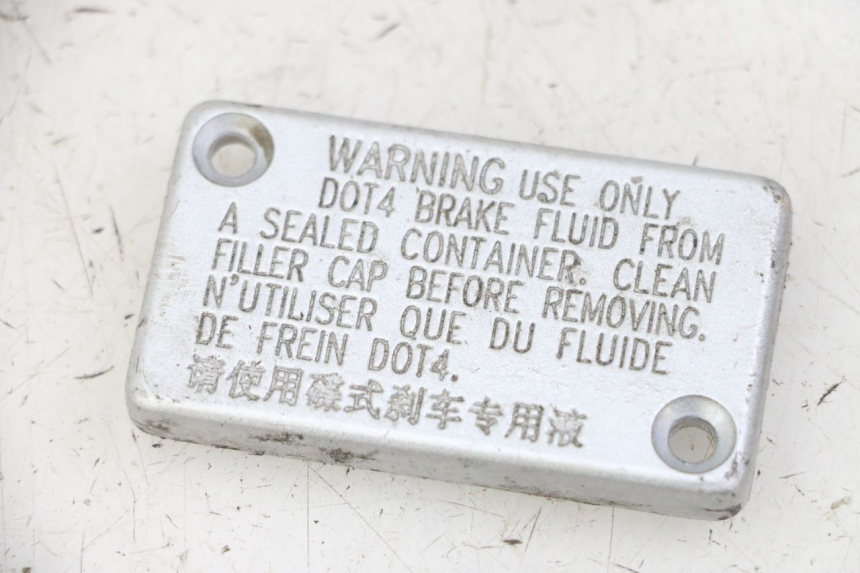 WARNING USE ONLY
DOT4 BRAKE FLUID FROM
A SEALED CONTAINER. CLEAN
FILLER CAP BEFORE REMOVING.
N'UTILISER QUE DU FLUIDE
DE FREIN DOT4.
请使用碟式刹车专用液